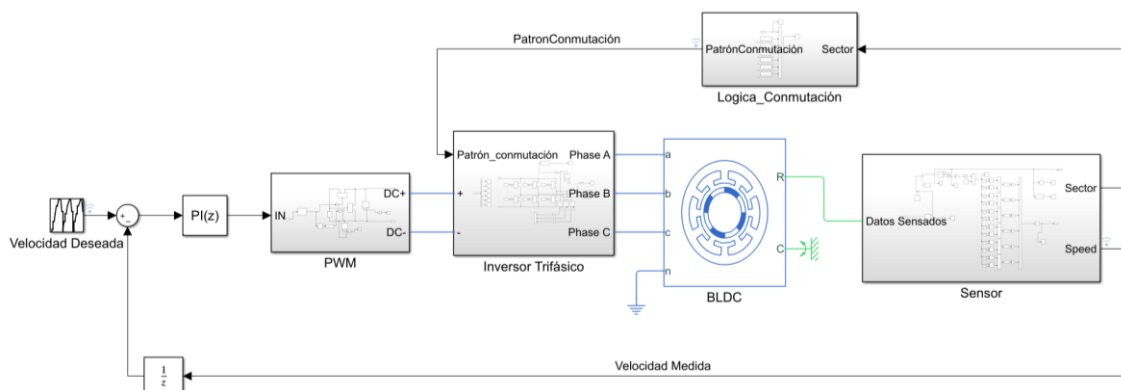 PatronConmutación
PatrónConmutación
Sector
Logica_Conmutación
Patrón_conmutación
Phase A
+
Phase B
-
Phase C
Inversor Trifásico
a
b
c
n
R
C
BLDC
Datos Sensados
Sector
Speed
Sensor
Velocidad Deseada
+
-
PI(z)
IN
DC+
DC-
PWM
1
z
Velocidad Medida